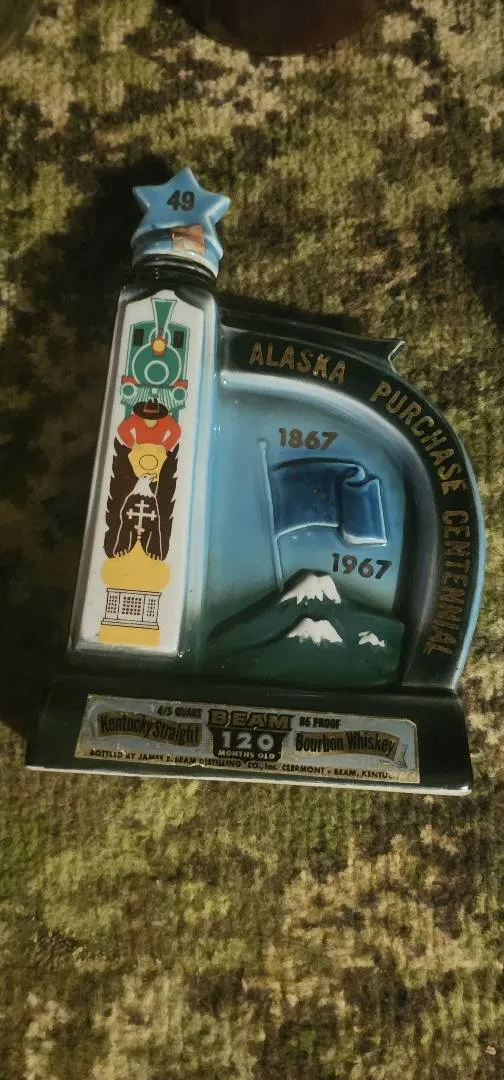 49
ALASKA PURCHASE CENTENNIAL
1867
1967
4/5 QUART BEAM 86 PROOF
Kentucky Straight 120 Bourbon Whiskey
MONTHS OLD
BOTTLED BY JAMES B. BEAM DISTILLING CO., Inc. CLERMONT • BEAM, KENTU